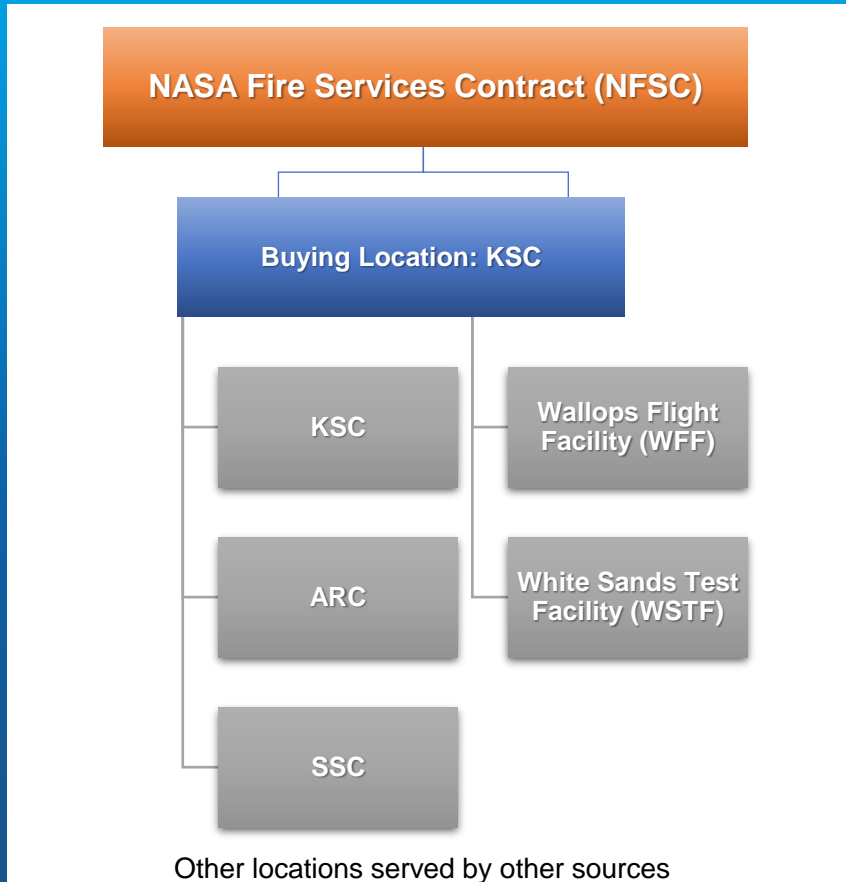 NASA Fire Services Contract (NFSC)
Buying Location: KSC
KSC
Wallops Flight
Facility (WFF)
ARC
White Sands Test
Facility (WSTF)
SSC
Other locations served by other sources